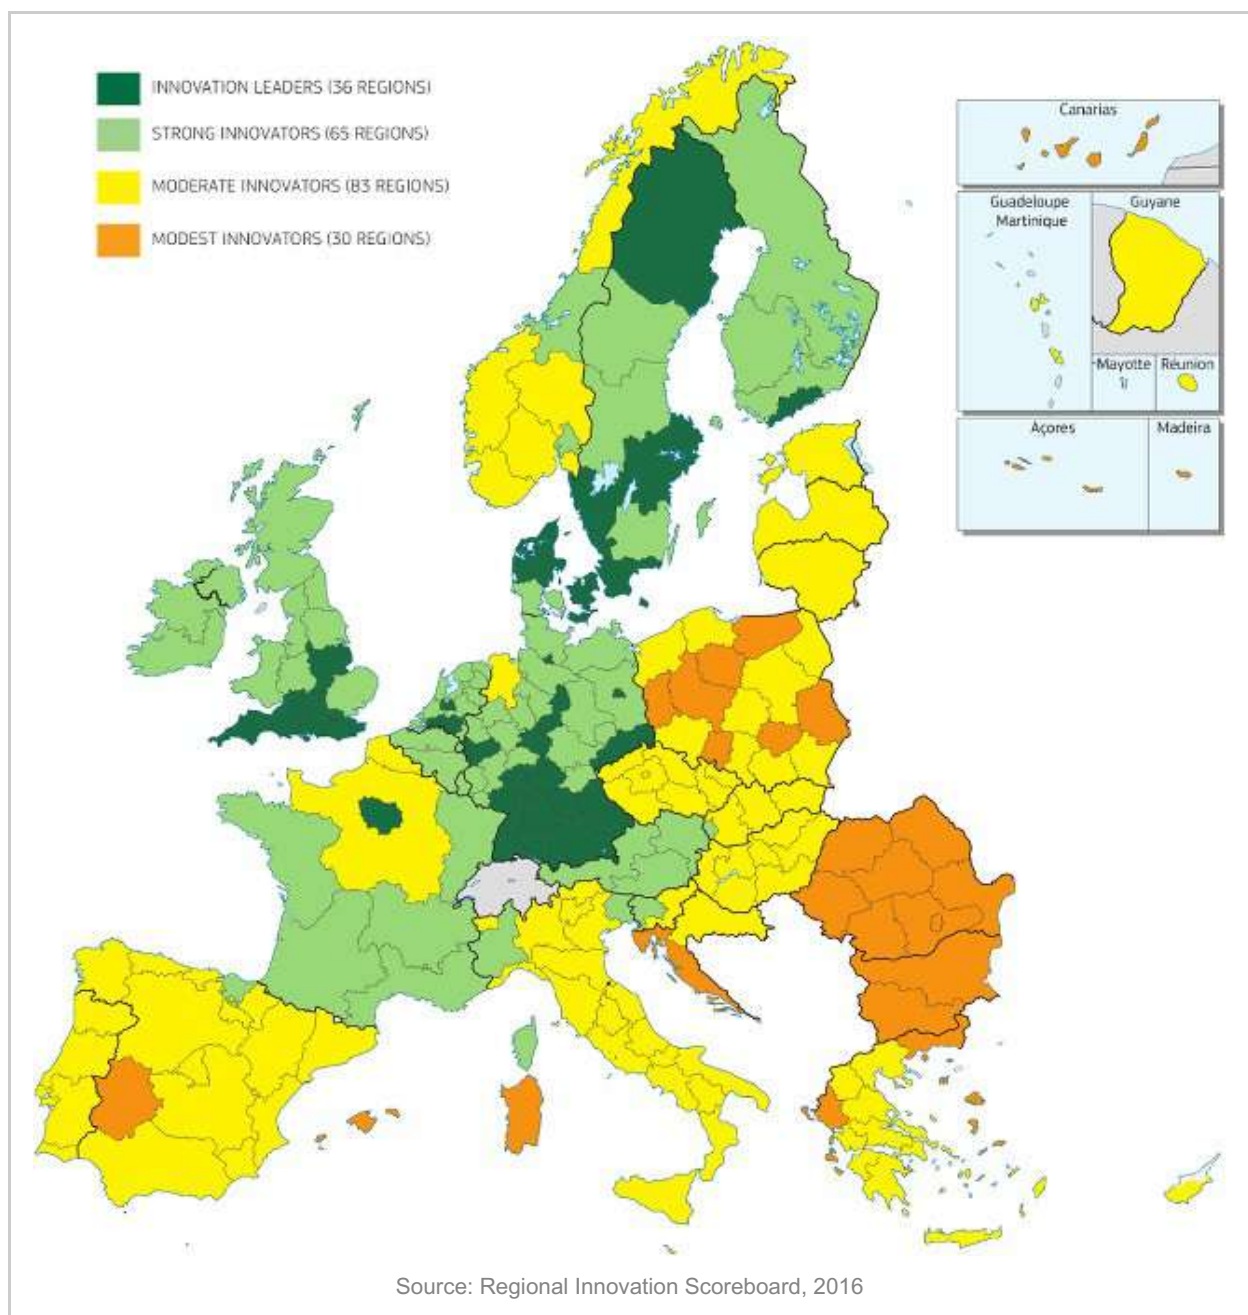 INNOVATION LEADERS (36 REGIONS)
STRONG INNOVATORS (65 REGIONS)
MODERATE INNOVATORS (83 REGIONS)
MODEST INNOVATORS (30 REGIONS)
Canarias
Guadeloupe
Martinique
Guyane
Mayotte
Réunion
Açores
Madeira
Source: Regional Innovation Scoreboard, 2016